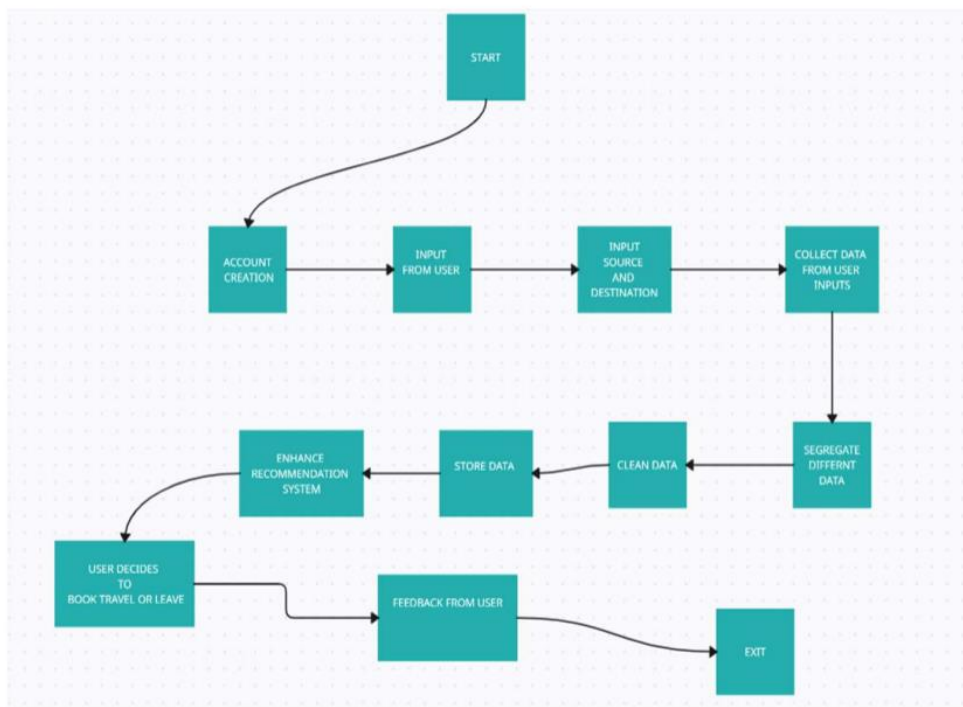 START
ACCOUNT
CREATION
INPUT
FROM USER
INPUT
SOURCE
AND
DESTINATION
COLLECT DATA
FROM USER
INPUTS
SEGREGATE
DIFFERNT
DATA
CLEAN DATA
STORE DATA
ENHANCE
RECOMMENDATION
SYSTEM
USER DECIDES
TO
BOOK TRAVEL OR LEAVE
FEEDBACK FROM USER
EXIT